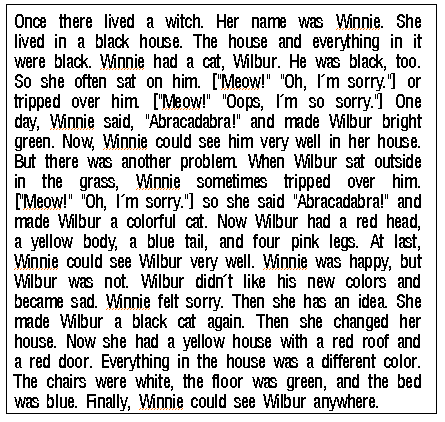 Once there lived a witch. Her name was Winnie. She
lived in a black house. The house and everything in it
were black. Winnie had a cat, Wilbur. He was black, too.
So she often sat on him. ["Meow!" "Oh, I´m sorry."] or
tripped over him. ["Meow!" "Oops, I´m so sorry."] One
day, Winnie said, "Abracadabra!" and made Wilbur bright
green. Now, Winnie could see him very well in her house.
But there was another problem. When Wilbur sat outside
in the grass, Winnie sometimes tripped over him.
["Meow!" "Oh, I´m sorry."] so she said "Abracadabra!" and
made Wilbur a colorful cat. Now Wilbur had a red head,
a yellow body, a blue tail, and four pink legs. At last,
Winnie could see Wilbur very well. Winnie was happy, but
Wilbur was not. Wilbur didn´t like his new colors and
became sad. Winnie felt sorry. Then she has an idea. She
made Wilbur a black cat again. Then she changed her
house. Now she had a yellow house with a red roof and
a red door. Everything in the house was a different color.
The chairs were white, the floor was green, and the bed
was blue. Finally, Winnie could see Wilbur anywhere.